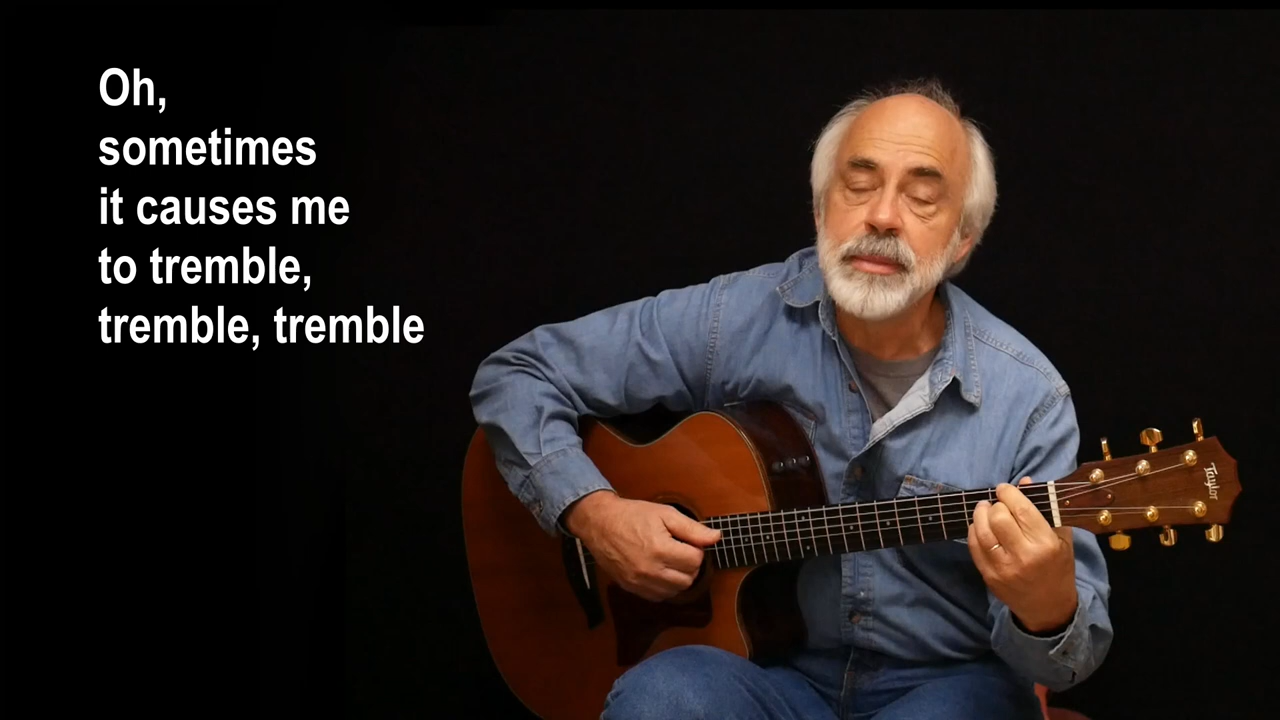 Oh,
sometimes
it causes me
to tremble,
tremble, tremble
Taylor